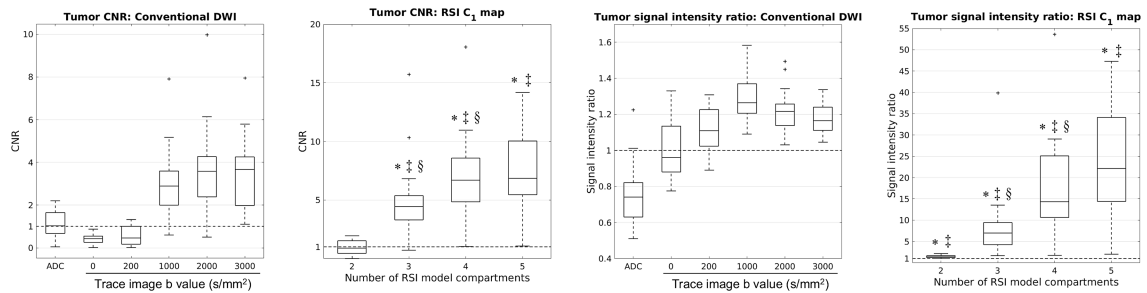 Tumor CNR: Conventional DWI
CNR
10
8
6
4
2
1
0
ADC 0 200 1000 2000 3000
Trace image b value (s/mm²)
Tumor CNR: RSI C₁ map
CNR
20
15
10
5
1
* ‡ §
* ‡ §
* ‡
2 3 4 5
Number of RSI model compartments
Tumor signal intensity ratio: Conventional DWI
Signal intensity ratio
1.6
1.4
1.2
1
0.8
0.6
0.4
ADC 0 200 1000 2000 3000
Trace image b value (s/mm²)
Tumor signal intensity ratio: RSI C₁ map
Signal intensity ratio
55
50
45
40
35
30
25
20
15
10
5
1
* ‡
* ‡ §
* ‡ §
* ‡
2 3 4 5
Number of RSI model compartments